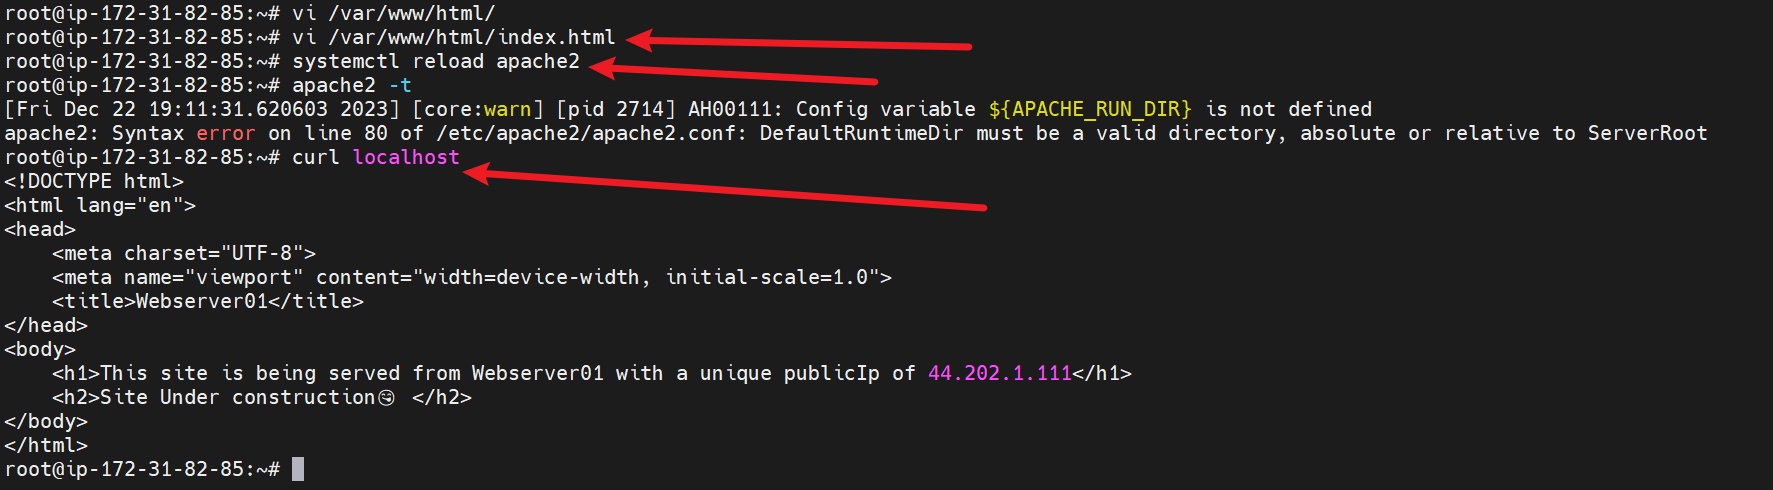 root@ip-172-31-82-85:~# vi /var/www/html/
root@ip-172-31-82-85:~# vi /var/www/html/index.html
root@ip-172-31-82-85:~# systemctl reload apache2
root@ip-172-31-82-85:~# apache2 -t
[Fri Dec 22 19:11:31.620603 2023] [core:warn] [pid 2714] AH00111: Config variable ${APACHE_RUN_DIR} is not defined
apache2: Syntax error on line 80 of /etc/apache2/apache2.conf: DefaultRuntimeDir must be a valid directory, absolute or relative to ServerRoot
root@ip-172-31-82-85:~# curl localhost
<!DOCTYPE html>
<html lang="en">
<head>
    <meta charset="UTF-8">
    <meta name="viewport" content="width=device-width, initial-scale=1.0">
    <title>Webserver01</title>
</head>
<body>
    <h1>This site is being served from Webserver01 with a unique publicIp of 44.202.1.111</h1>
    <h2>Site Under construction😋 </h2>
</body>
</html>
root@ip-172-31-82-85:~#